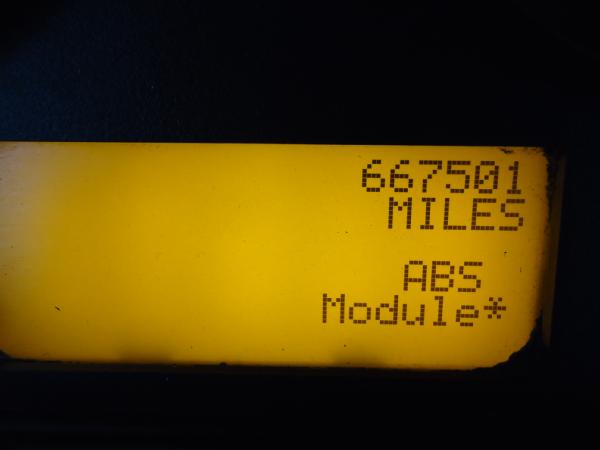 667501
MILES
ABS
Module*